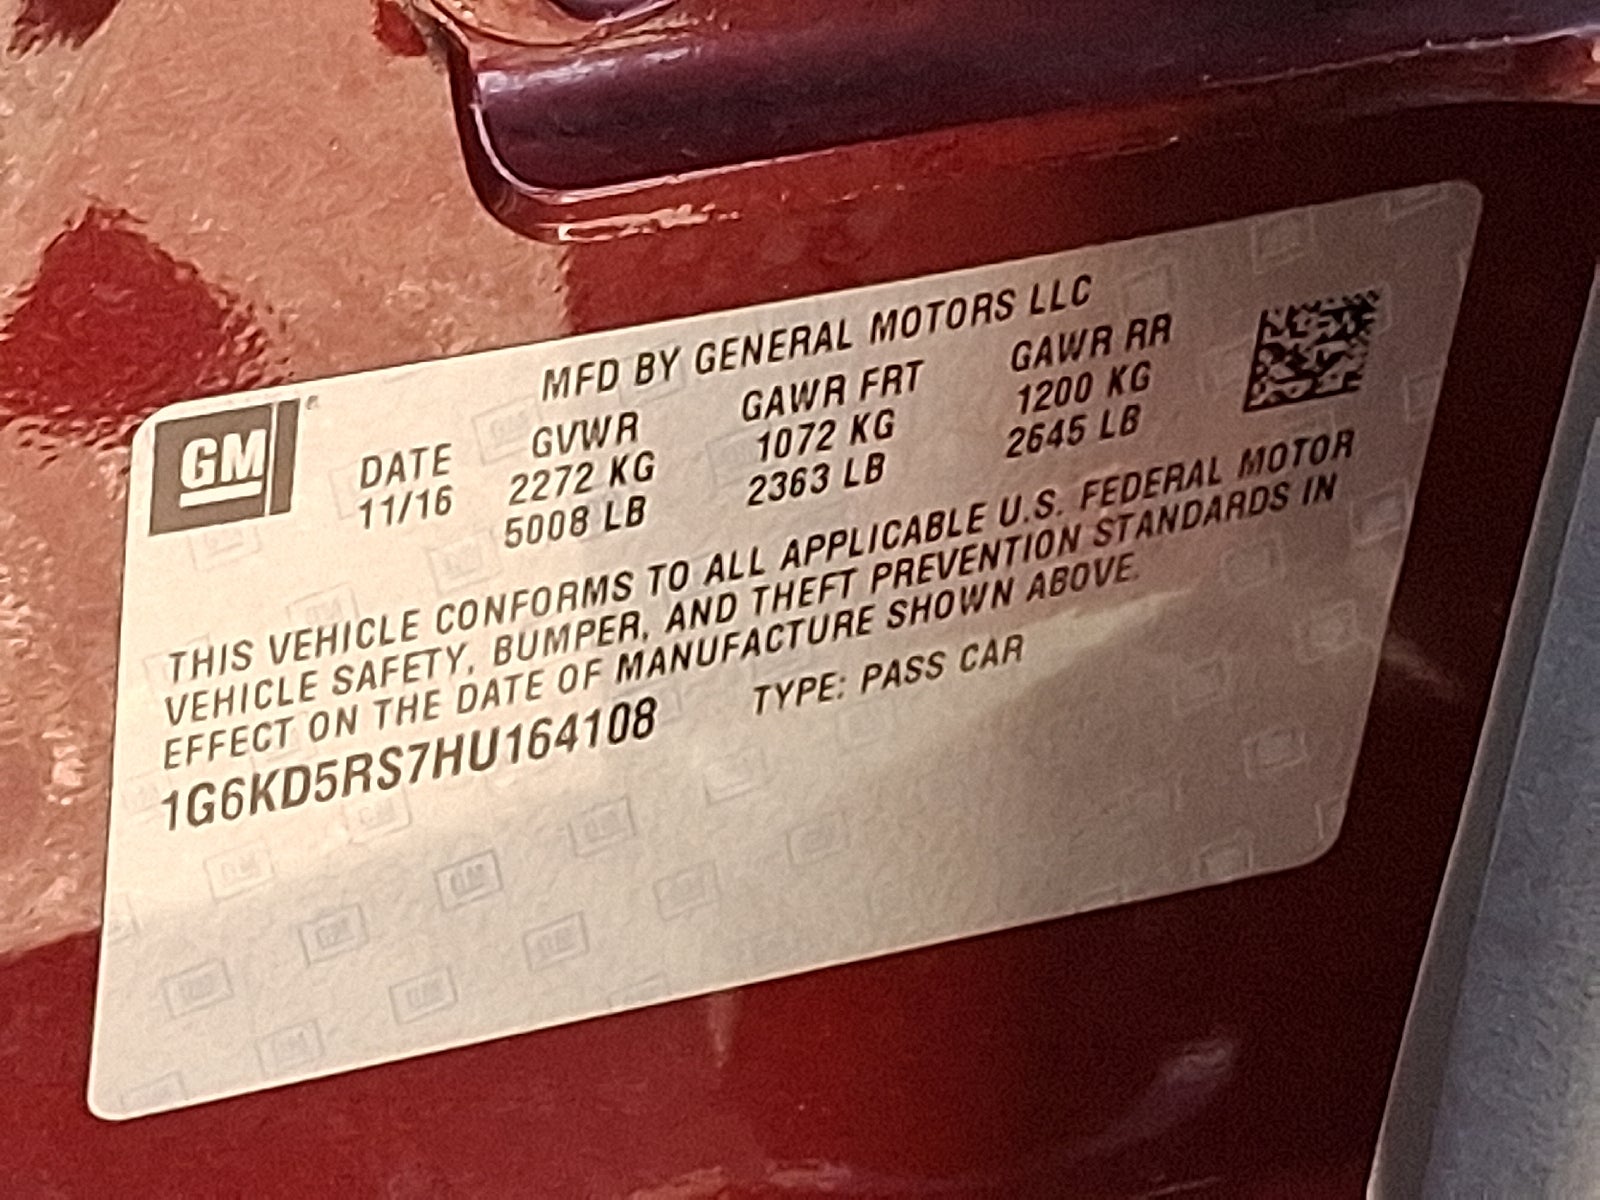 MFD BY GENERAL MOTORS LLC
GM
DATE GVWR GAWR FRT GAWR RR
11/16 2272 KG 1072 KG 1200 KG
5008 LB 2363 LB 2645 LB
THIS VEHICLE CONFORMS TO ALL APPLICABLE U.S. FEDERAL MOTOR
VEHICLE SAFETY, BUMPER, AND THEFT PREVENTION STANDARDS IN
EFFECT ON THE DATE OF MANUFACTURE SHOWN ABOVE.
1G6KD5RS7HU164108 TYPE: PASS CAR